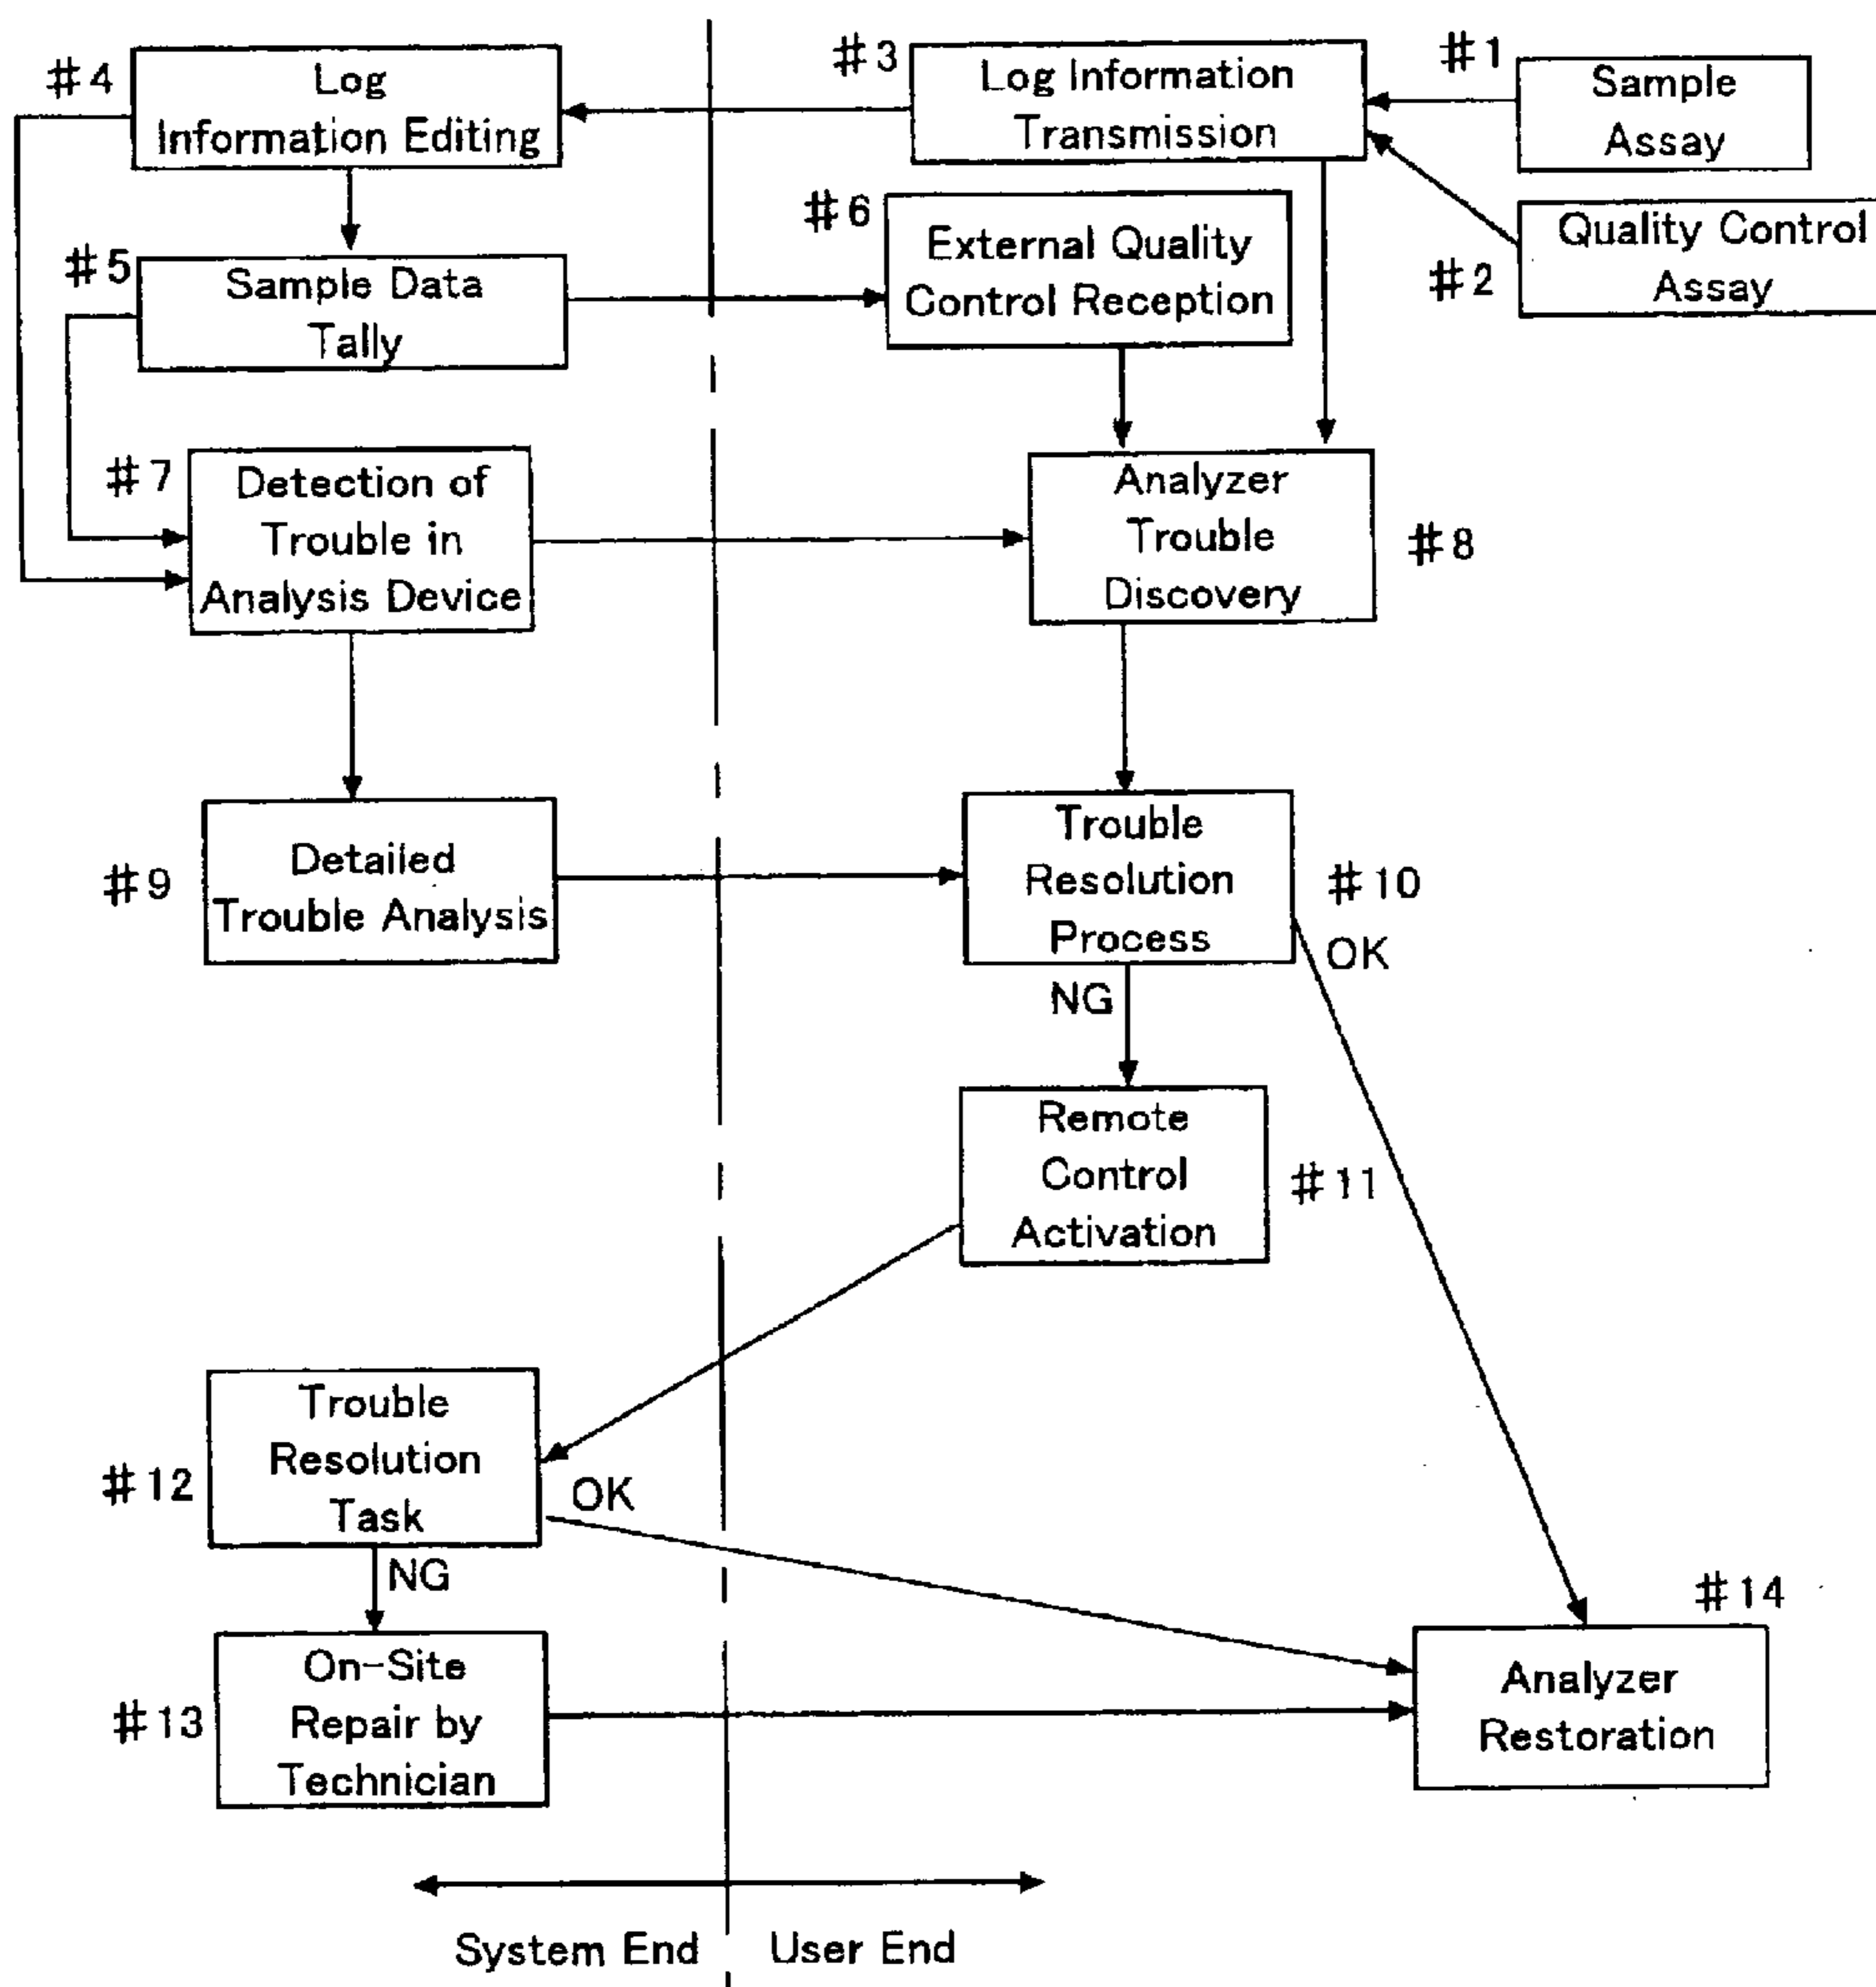 #4
Log
Information Editing
#3
Log Information
Transmission
#1
Sample
Assay
#2
Quality Control
Assay
#5
Sample Data
Tally
#6
External Quality
Control Reception
#7
Detection of
Trouble in
Analysis Device
Analyzer
Trouble
Discovery
#8
#9
Detailed
Trouble Analysis
Trouble
Resolution
Process
#10
OK
NG
Remote
Control
Activation
#11
#12
Trouble
Resolution
Task
OK
NG
#13
On-Site
Repair by
Technician
#14
Analyzer
Restoration
System End
User End